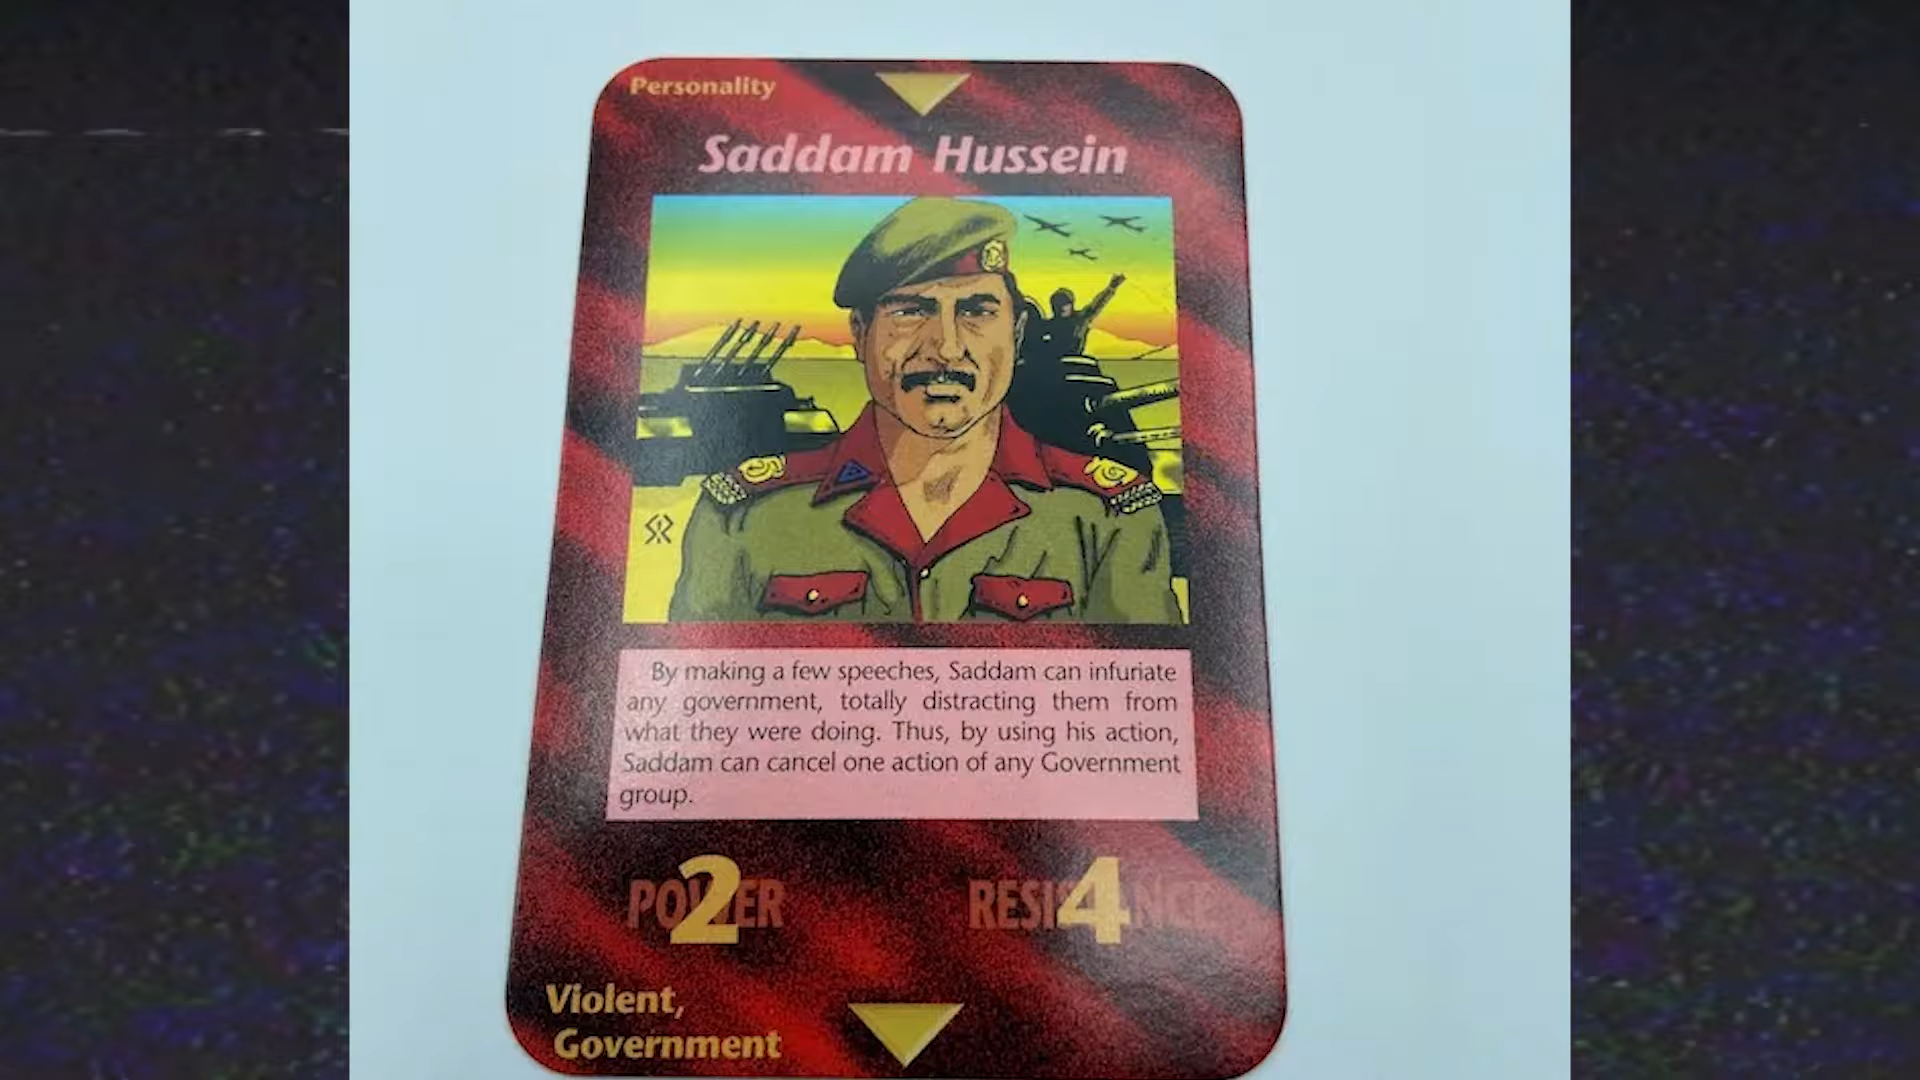 Personality
Saddam Hussein
By making a few speeches, Saddam can infuriate
any government, totally distracting them from
what they were doing. Thus, by using his action,
Saddam can cancel one action of any Government
group.
POWER 2
RESISTANCE 4
Violent,
Government